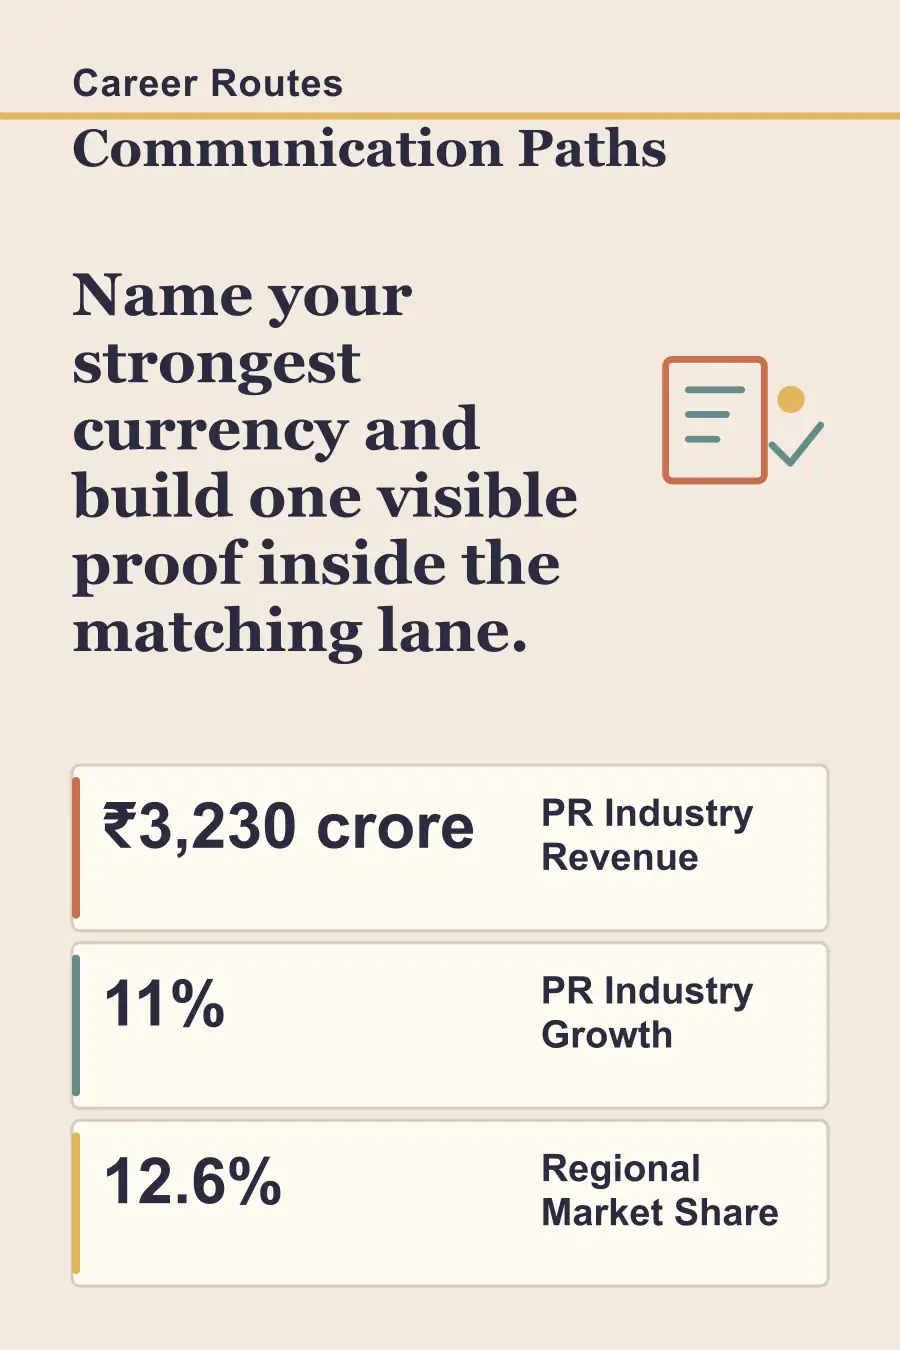 Career Routes
Communication Paths
Name your
strongest
currency and
build one visible
proof inside the
matching lane.
₹3,230 crore
PR Industry
Revenue
11%
PR Industry
Growth
12.6%
Regional
Market Share